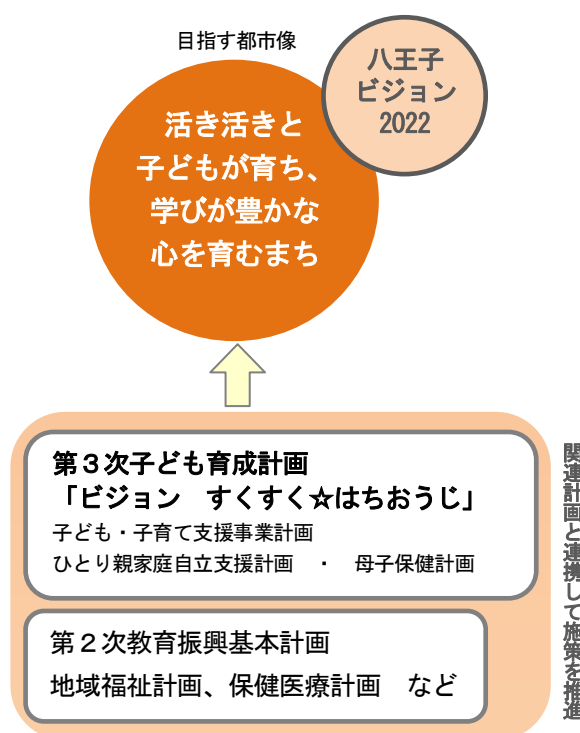 目指す都市像
八王子
ビジョン
2022
活き活きと
子どもが育ち、
学びが豊かな
心を育むまち
第３次子ども育成計画
「ビジョン　すくすく☆はちおうじ」
子ども・子育て支援事業計画
ひとり親家庭自立支援計画　・　母子保健計画
第２次教育振興基本計画
地域福祉計画、保健医療計画　など
関連計画と連携して施策を推進